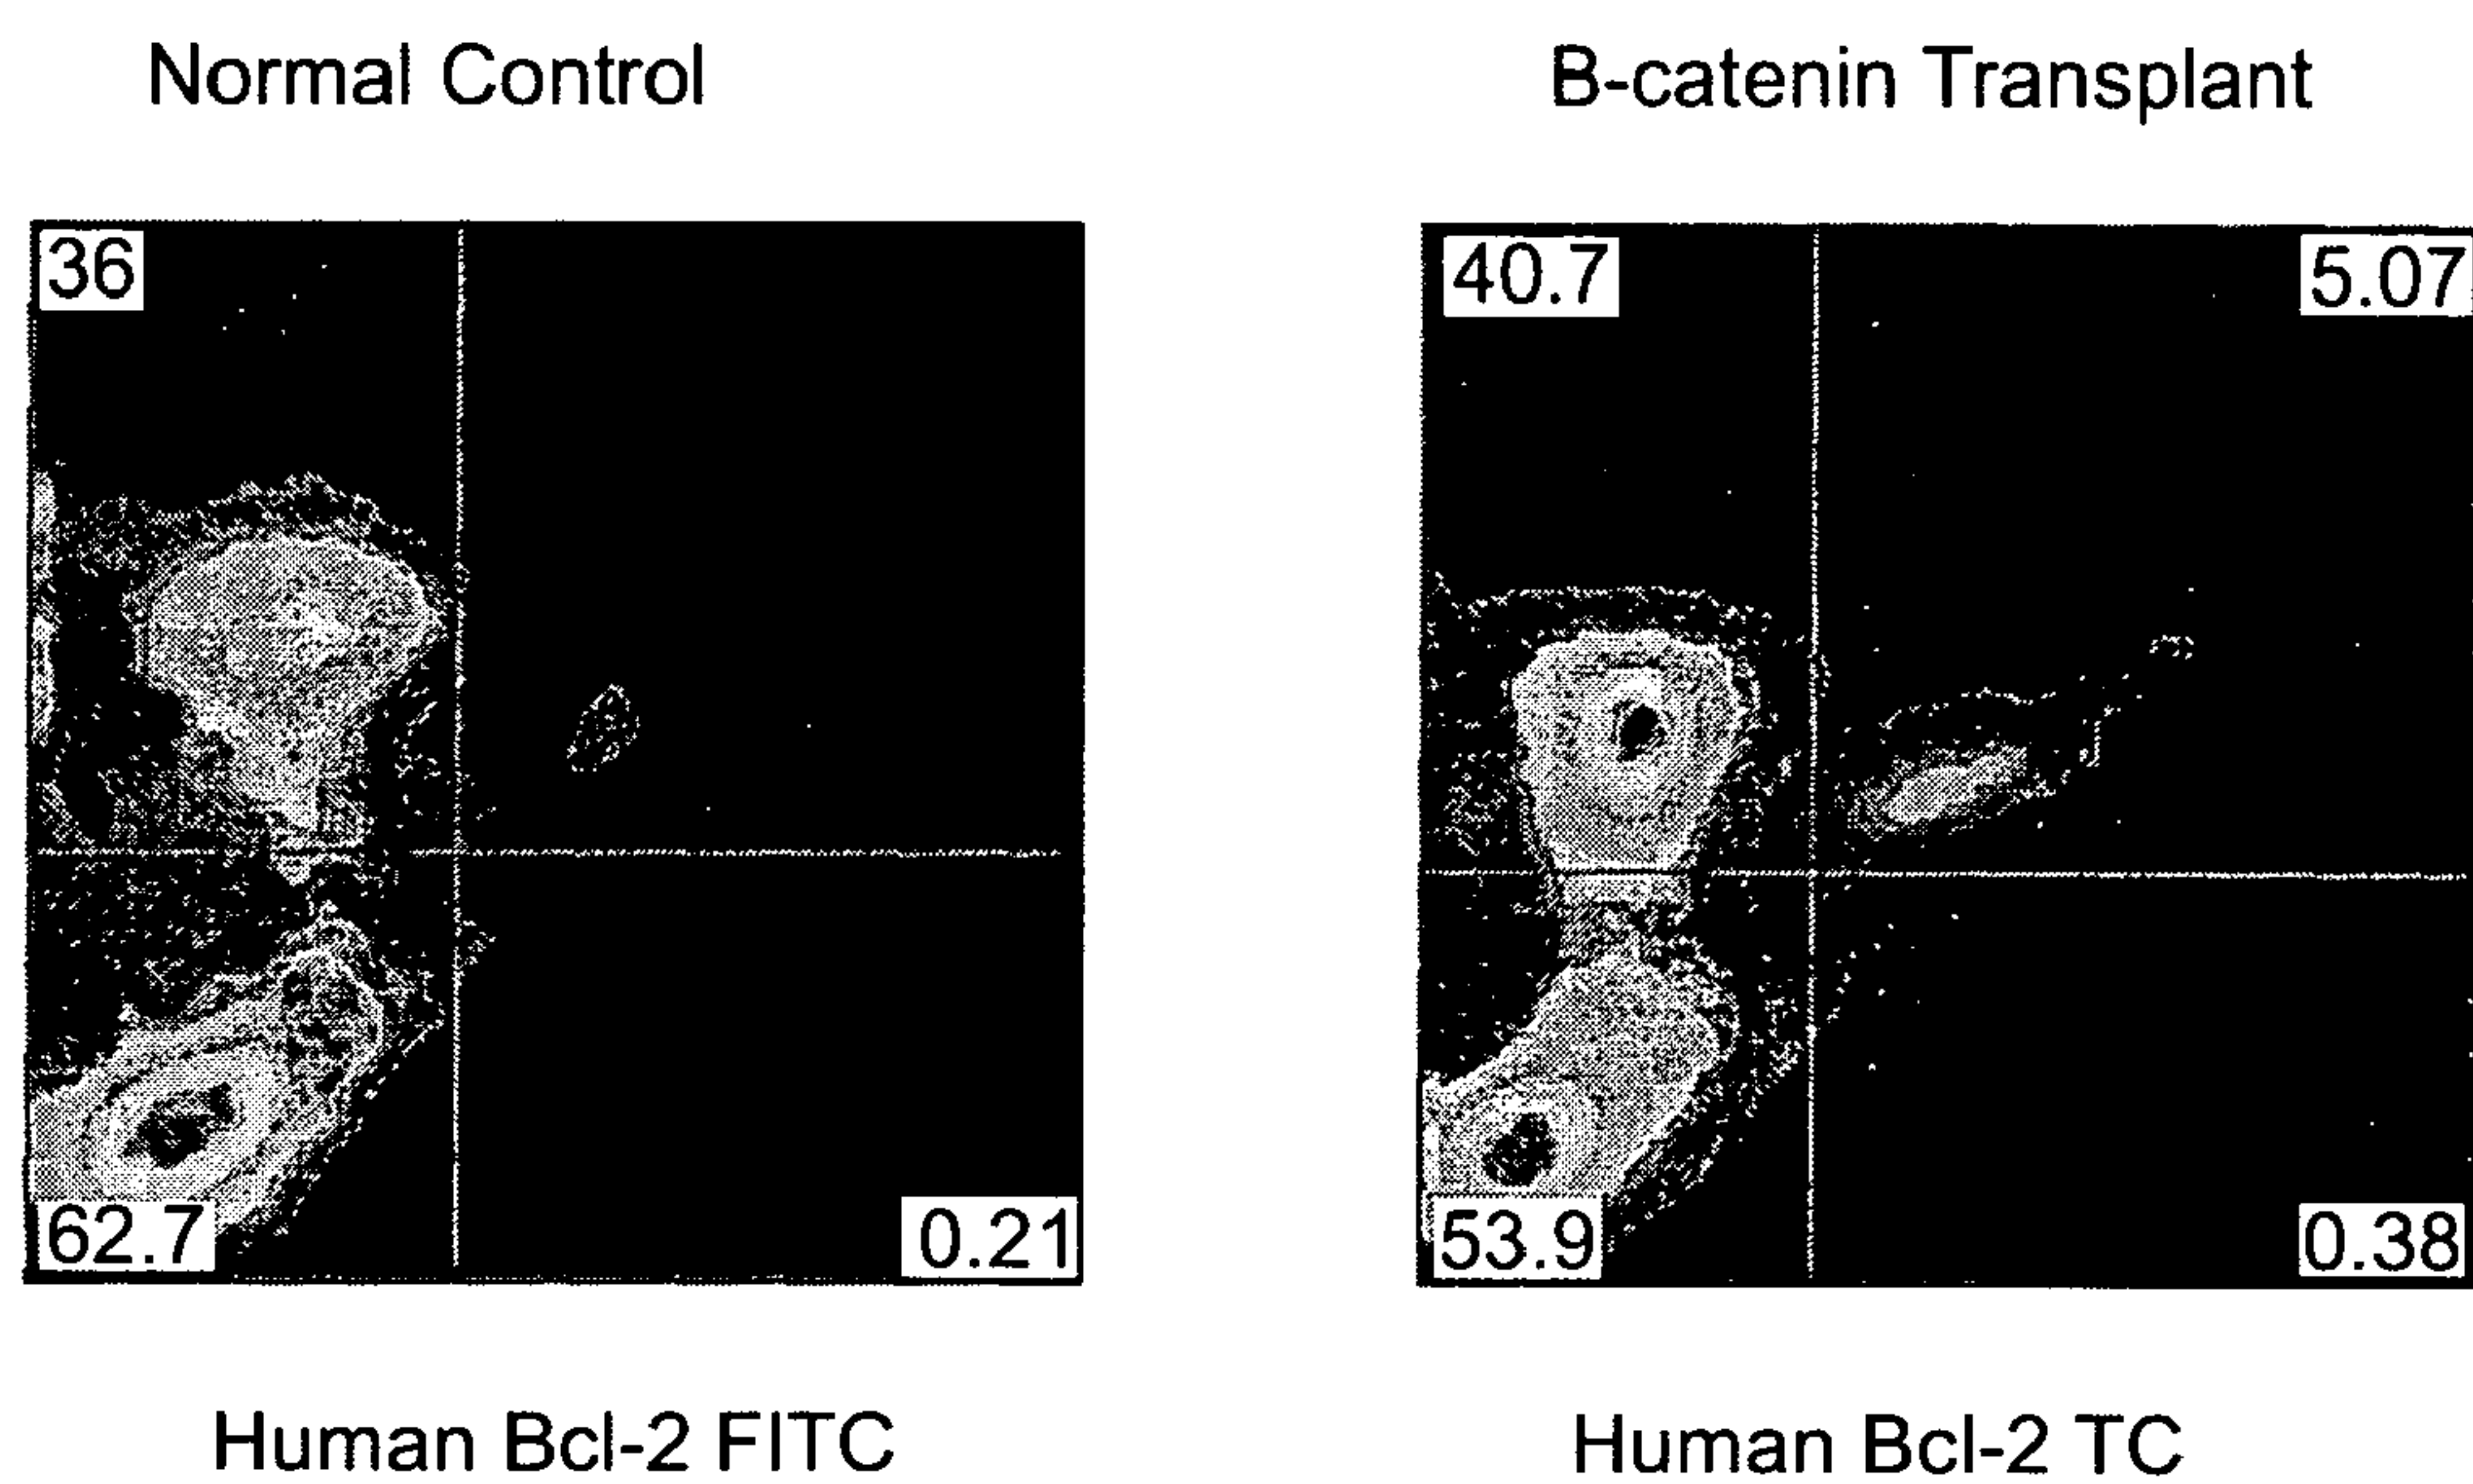 Normal Control
B-catenin Transplant
36
40.7
5.07
62.7
0.21
53.9
0.38
Human Bcl-2 FITC
Human Bcl-2 TC